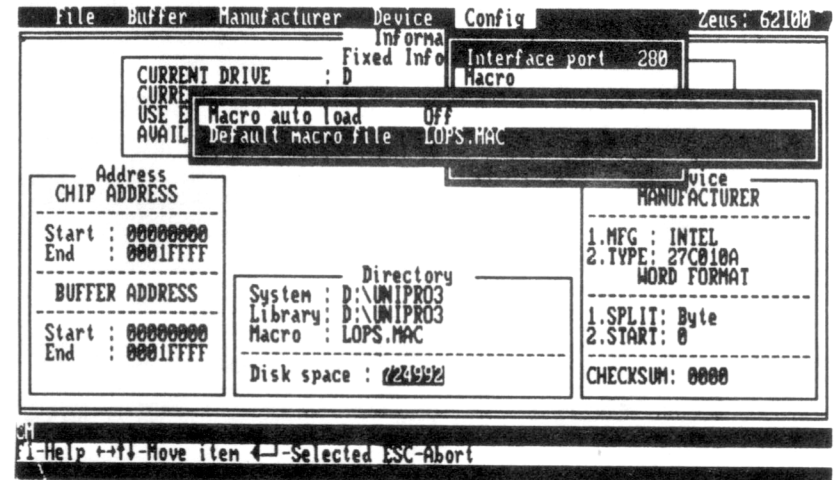 File Buffer Manufacturer Device Config Zeus: 62100
Informa
Fixed Info
Interface port 280
Macro
CURRENT DRIVE : D
CURRE
USE E
AVAIL
Macro auto load Off
Default macro file LOPS.MAC
Address
CHIP ADDRESS
Start : 00000000
End : 0001FFFF
BUFFER ADDRESS
Start : 00000000
End : 0001FFFF
Directory
System : D:\UNIPRO3
Library: D:\UNIPRO3
Macro : LOPS.MAC
Disk space : 724992
vice
MANUFACTURER
1.MFG : INTEL
2.TYPE: 27C010A
WORD FORMAT
1.SPLIT: Byte
2.START: 0
CHECKSUM: 0000
F1-Help ↔↑↓-Move item ◄─┘-Selected ESC-Abort